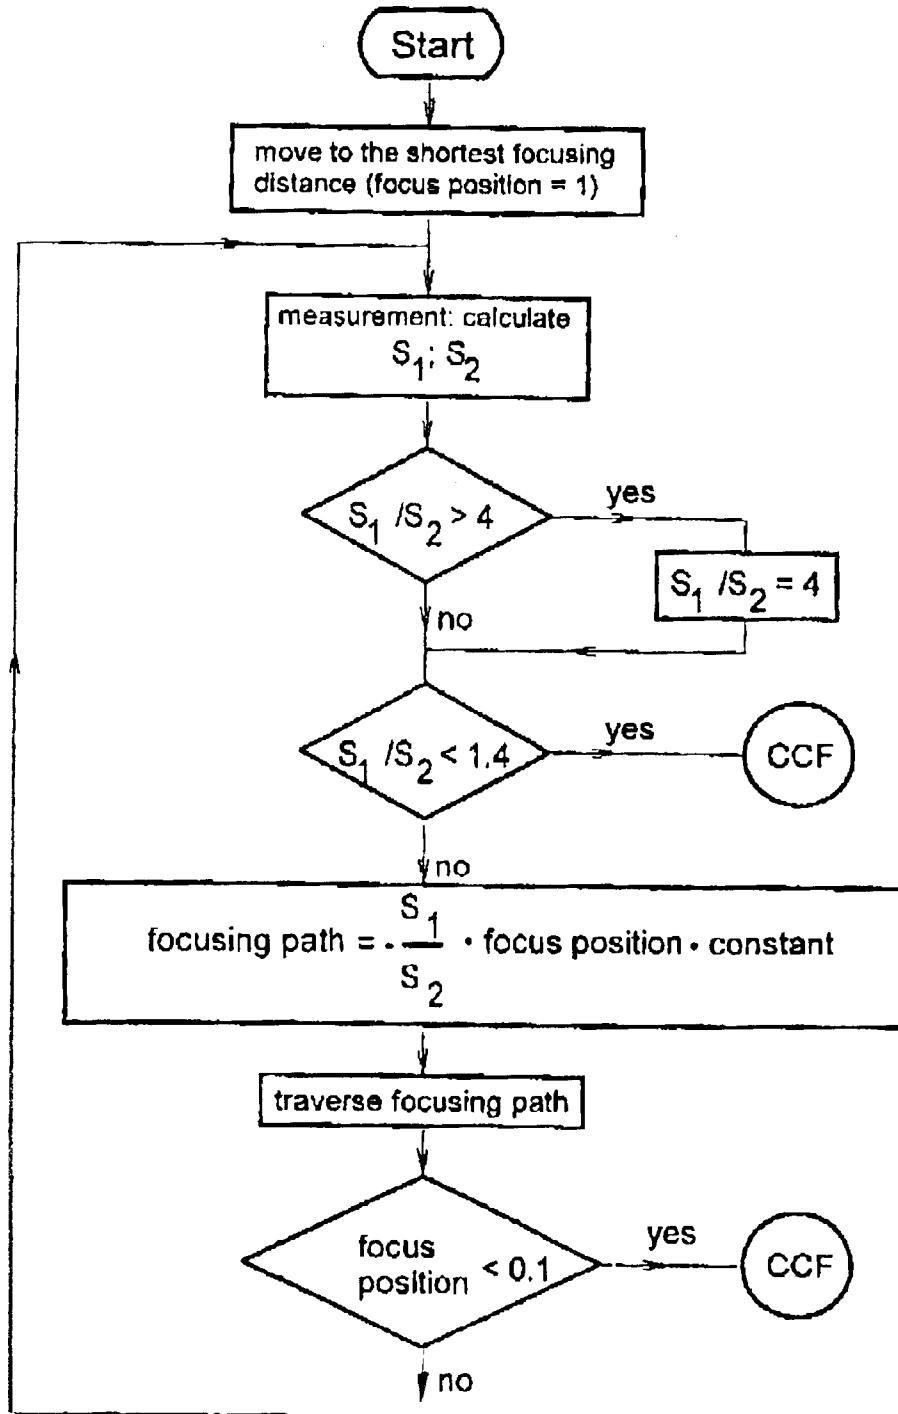 Start
move to the shortest focusing
distance (focus position = 1)
measurement: calculate
S1; S2
S1 /S2 > 4
yes
S1 /S2 = 4
no
S1 /S2 < 1.4
yes
CCF
no
focusing path = - S1 / S2 · focus position · constant
traverse focusing path
focus
position < 0.1
yes
CCF
no